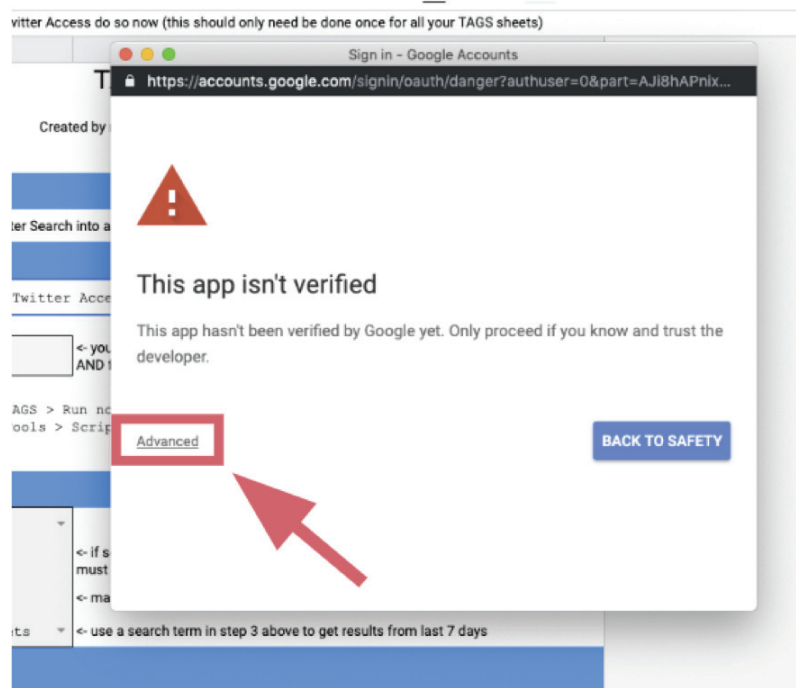 vitter Access do so now (this should only need be done once for all your TAGS sheets)
Sign in - Google Accounts
https://accounts.google.com/signin/oauth/danger?authuser=0&part=AJi8hAPnix...
T
Created by
This app isn't verified
This app hasn't been verified by Google yet. Only proceed if you know and trust the
developer.
Advanced
BACK TO SAFETY
ter Search into a
Twitter Acce
<- you
AND
AGS > Run no
ools > Scrip
<- if s
must
<- ma
ts
<- use a search term in step 3 above to get results from last 7 days